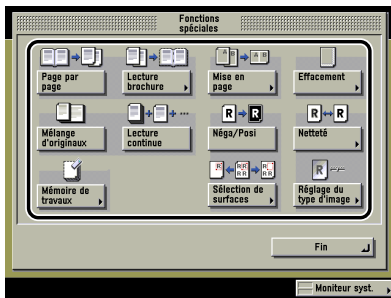 Fonctions
spéciales
Page par
page
Lecture
brochure
Mise en
page
Effacement
Mélange
d'originaux
Lecture
continue
Néga/Posi
Netteté
Mémoire de
travaux
Sélection de
surfaces
Réglage du
type d'image
Fin
Moniteur syst.